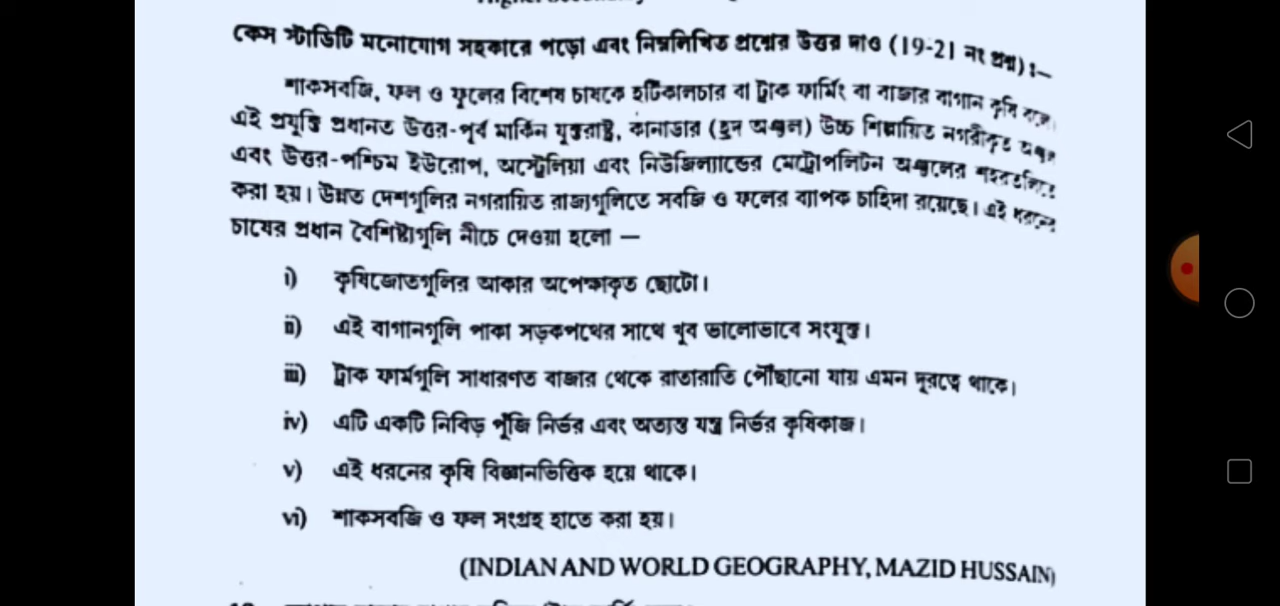 কেস স্টাডিটি মনোযোগ সহকারে পড়ো এবং নিম্নলিখিত প্রশ্নের উত্তর দাও (19-21 নং প্রশ্ন) :—
শাকসবজি, ফল ও ফুলের বিশেষ চাষকে হর্টিকালচার বা ট্রাক ফার্মিং বা বাজার বাগান কৃষি বলে।
এই প্রযুক্তি প্রধানত উত্তর-পূর্ব মার্কিন যুক্তরাষ্ট্র, কানাডার (হ্রদ অঞ্চল) উচ্চ শিল্পায়িত নগরীকৃত অঞ্চল
এবং উত্তর-পশ্চিম ইউরোপ, অস্ট্রেলিয়া এবং নিউজিল্যান্ডের মেট্রোপলিটন অঞ্চলের শহরতলিতে
করা হয়। উন্নত দেশগুলির নগরায়িত রাজ্যগুলিতে সবজি ও ফলের ব্যাপক চাহিদা রয়েছে। এই ধরনের
চাষের প্রধান বৈশিষ্ট্যগুলি নীচে দেওয়া হলো —
i) কৃষিজোতগুলির আকার অপেক্ষাকৃত ছোটো।
ii) এই বাগানগুলি পাকা সড়কপথের সাথে খুব ভালোভাবে সংযুক্ত।
iii) ট্রাক ফার্মগুলি সাধারণত বাজার থেকে রাতারাতি পৌঁছানো যায় এমন দূরত্বে থাকে।
iv) এটি একটি নিবিড় পুঁজি নির্ভর এবং অত্যন্ত যন্ত্র নির্ভর কৃষিকাজ।
v) এই ধরনের কৃষি বিজ্ঞানভিত্তিক হয়ে থাকে।
vi) শাকসবজি ও ফল সংগ্রহ হাতে করা হয়।
(INDIAN AND WORLD GEOGRAPHY, MAZID HUSSAIN)